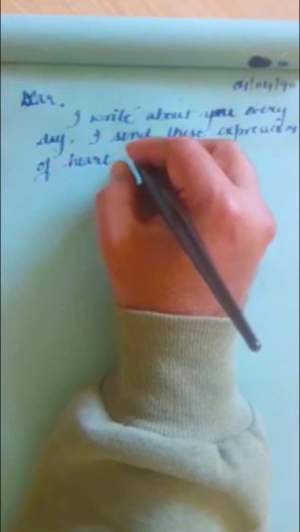 Dear,
I write about you every
day. I send these expressions
of heart